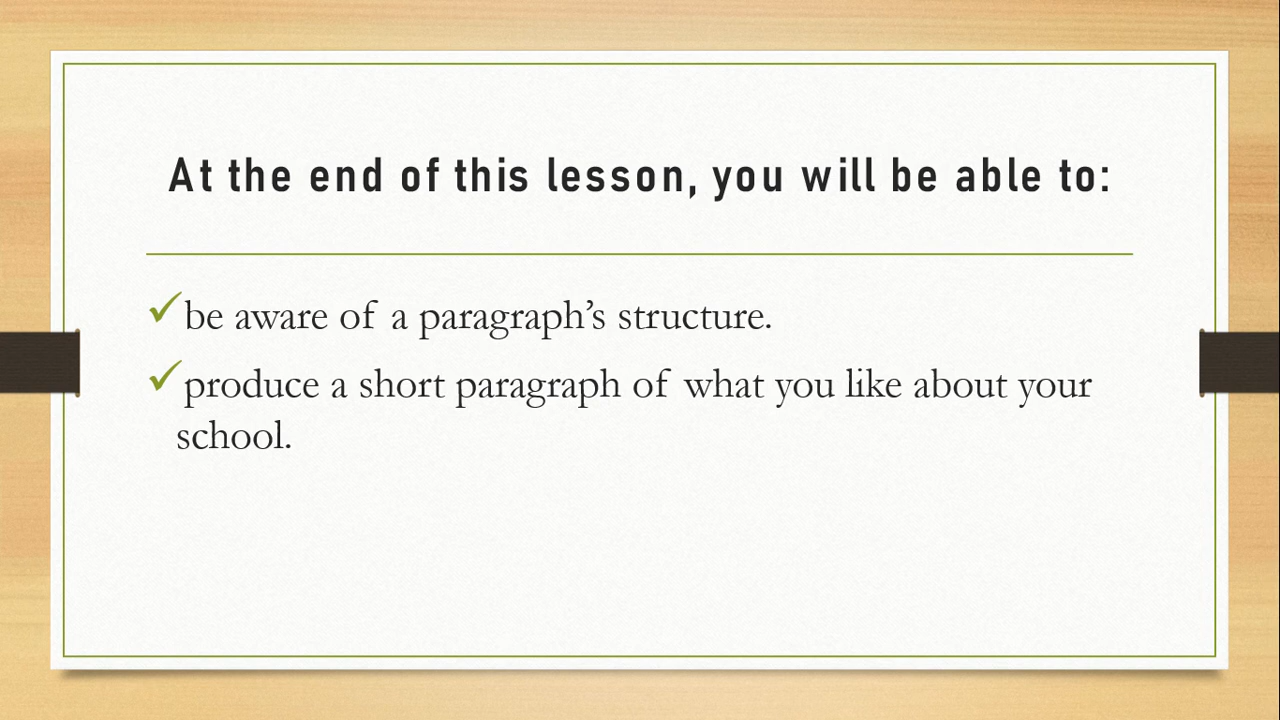 At the end of this lesson, you will be able to:
✓be aware of a paragraph’s structure.
✓produce a short paragraph of what you like about your
school.